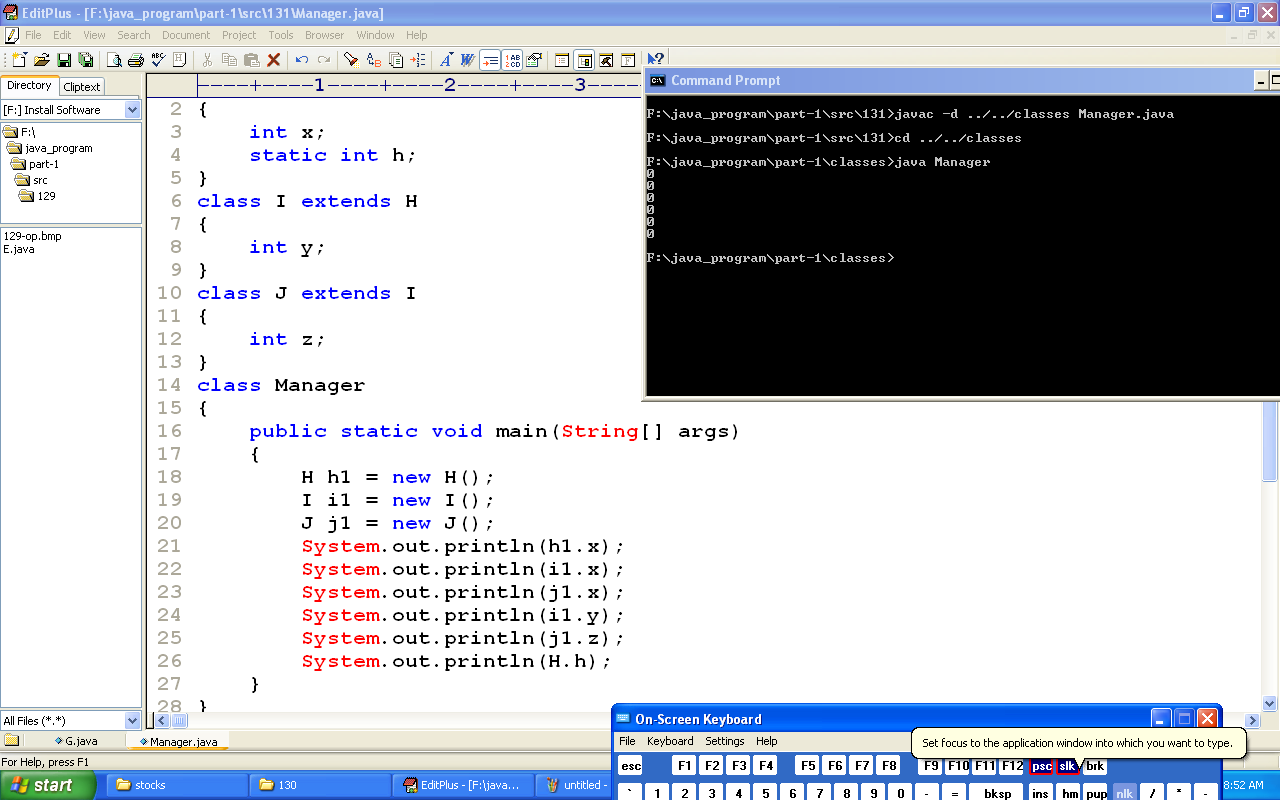 EditPlus - [F:\java_program\part-1\src\131\Manager.java]
File Edit View Search Document Project Tools Browser Window Help
Directory Cliptext
[F:] Install Software
F:\
java_program
part-1
src
129
129-op.bmp
E.java
All Files (*.*)
----+----1----+----2----+----3----
2 {
3 int x;
4 static int h;
5 }
6 class I extends H
7 {
8 int y;
9 }
10 class J extends I
11 {
12 int z;
13 }
14 class Manager
15 {
16 public static void main(String[] args)
17 {
18 H h1 = new H();
19 I i1 = new I();
20 J j1 = new J();
21 System.out.println(h1.x);
22 System.out.println(i1.x);
23 System.out.println(j1.x);
24 System.out.println(i1.y);
25 System.out.println(j1.z);
26 System.out.println(H.h);
27 }
28 }
Command Prompt
F:\java_program\part-1\src\131>javac -d ../../classes Manager.java
F:\java_program\part-1\src\131>cd ../../classes
F:\java_program\part-1\classes>java Manager
0
0
0
0
0
0
F:\java_program\part-1\classes>
G.java Manager.java
For Help, press F1
On-Screen Keyboard
File Keyboard Settings Help
Set focus to the application window into which you want to type.
esc F1 F2 F3 F4 F5 F6 F7 F8 F9 F10 F11 F12 psc slk brk
` 1 2 3 4 5 6 7 8 9 0 - = bksp ins hm pup nlk / * -
start stocks 130 EditPlus - [F:\java... untitled - 8:52 AM